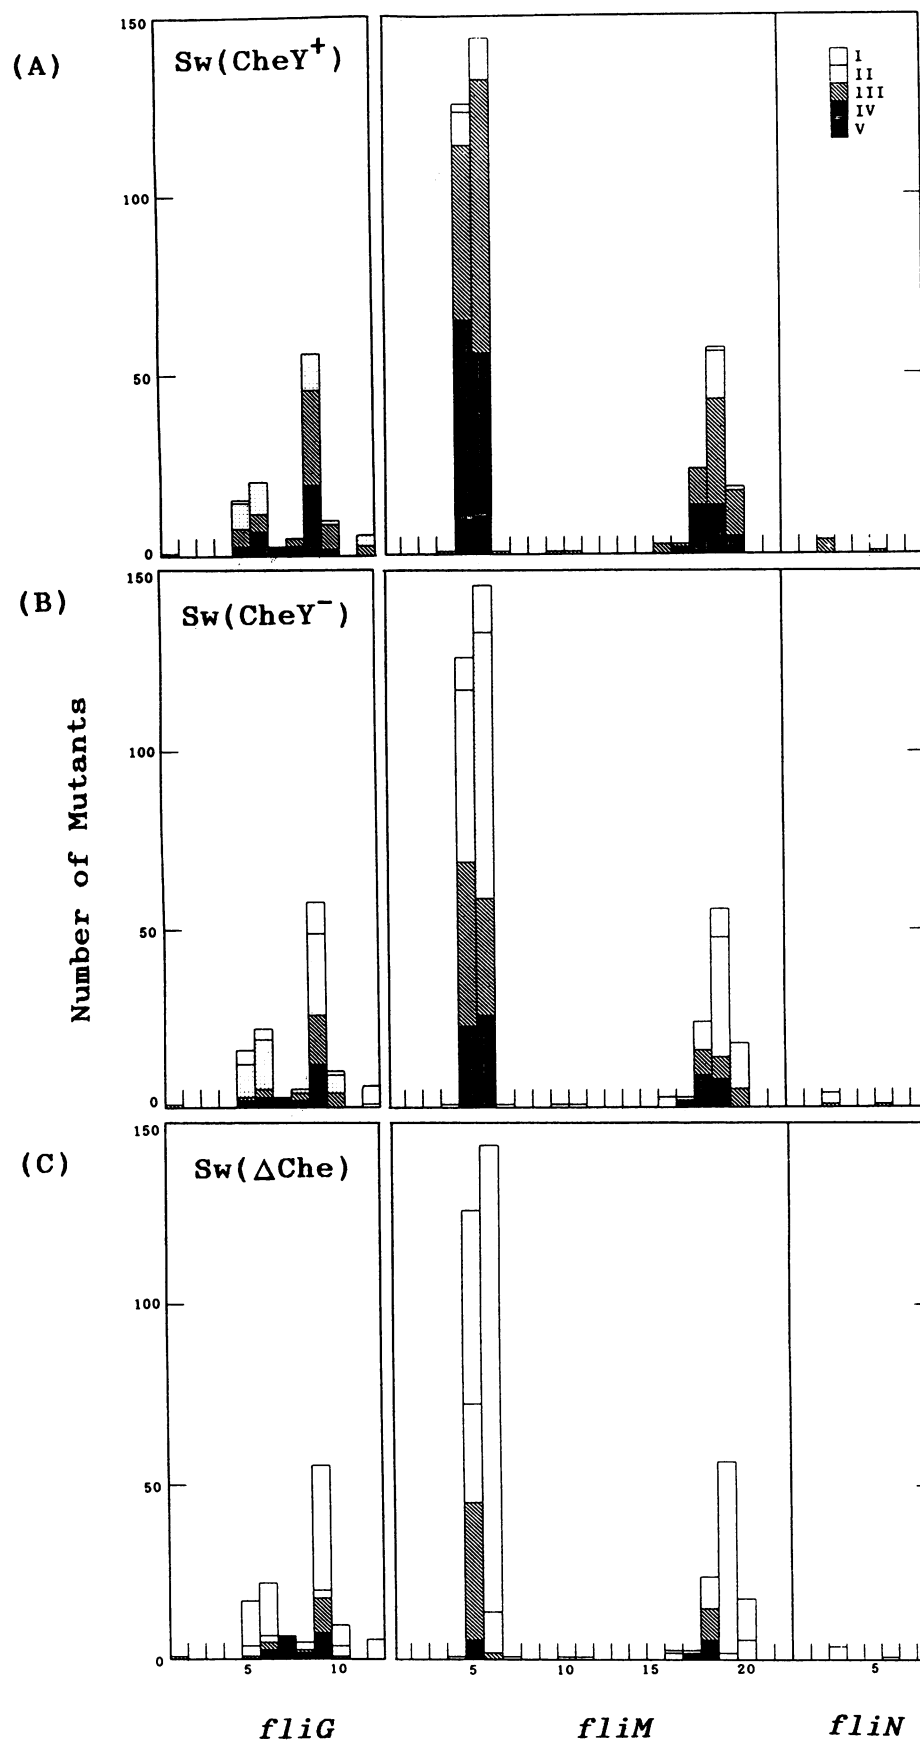 (A)
Sw(CheY+)
150
100
50
0
I
II
III
IV
V
(B)
Sw(CheY-)
150
100
50
0
Number of Mutants
(C)
Sw(ΔChe)
150
100
50
0
5
10
5
10
15
20
5
fliG
fliM
fliN